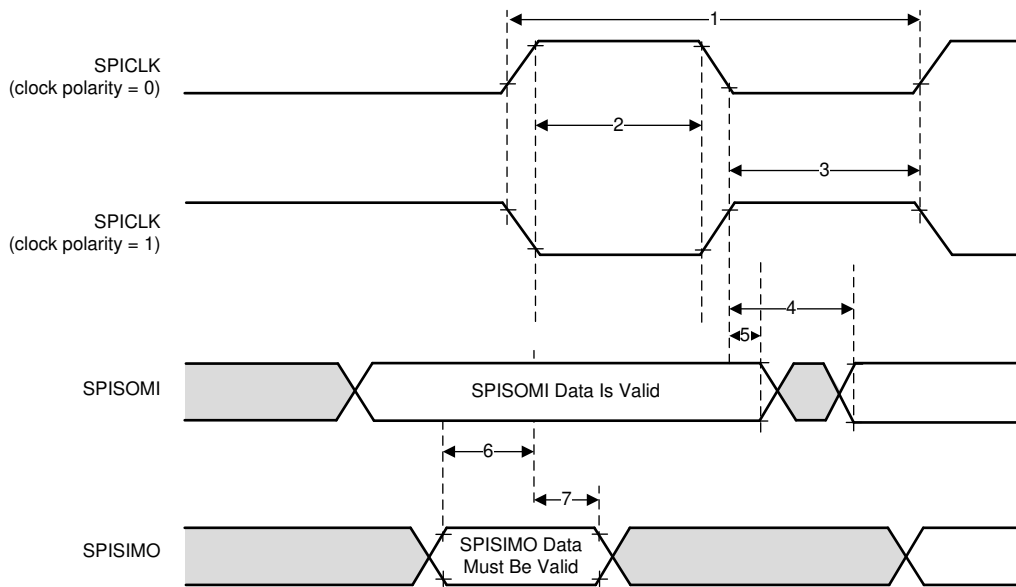 1
SPICLK
(clock polarity = 0)
2
3
SPICLK
(clock polarity = 1)
4
5
SPISOMI
SPISOMI Data Is Valid
6
7
SPISIMO
SPISIMO Data
Must Be Valid